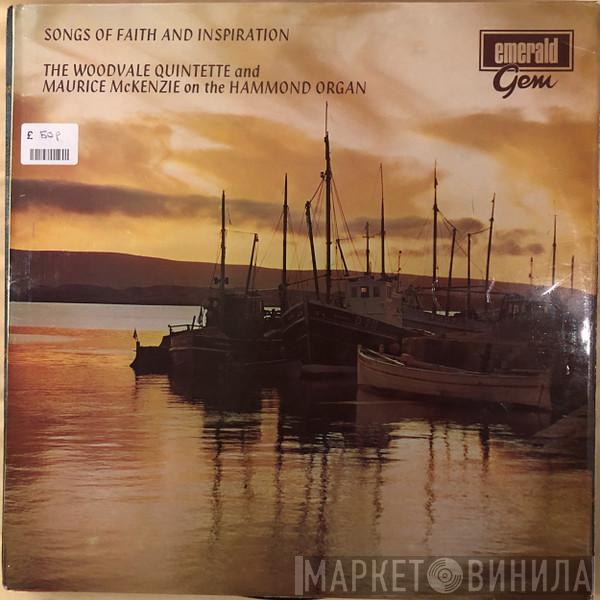 SONGS OF FAITH AND INSPIRATION
THE WOODVALE QUINTETTE and
MAURICE McKENZIE on the HAMMOND ORGAN
emerald
Gem
£ 50p
МАРКЕТ ВИНИЛА